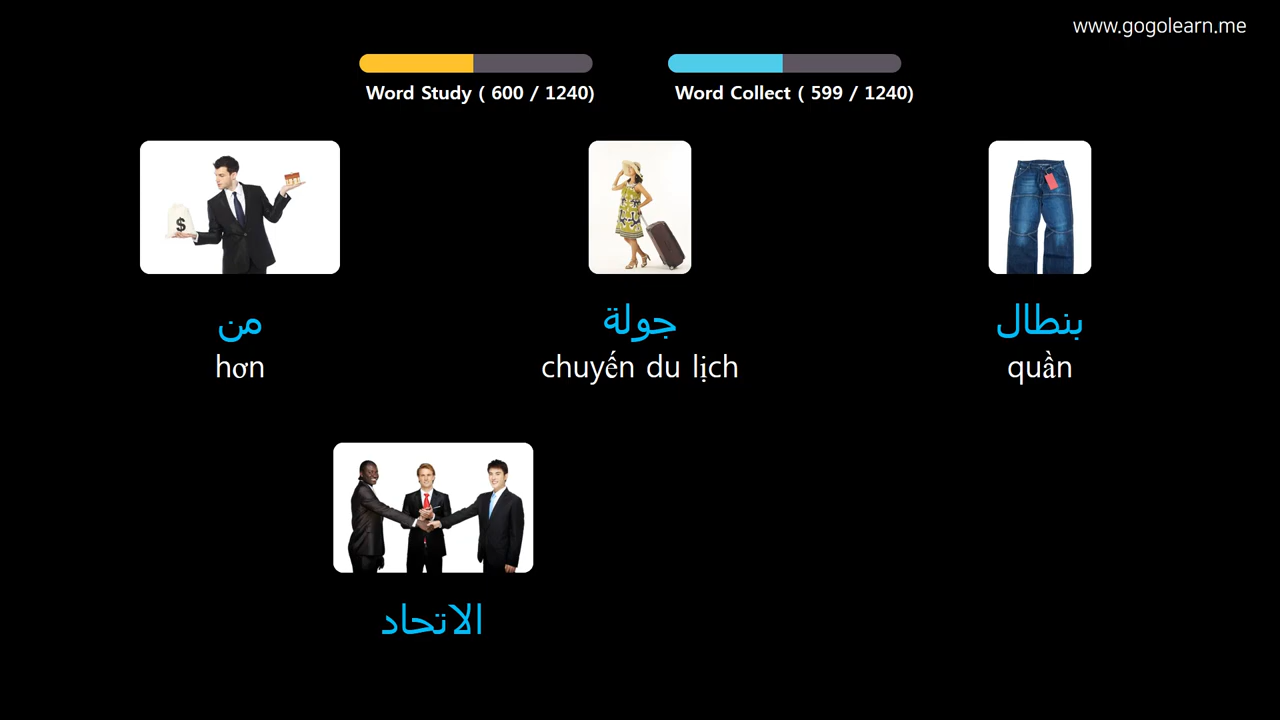 www.gogolearn.me
Word Study ( 600 / 1240)
Word Collect ( 599 / 1240)
$
من
hơn
جولة
chuyến du lịch
بنطال
quần
الاتحاد